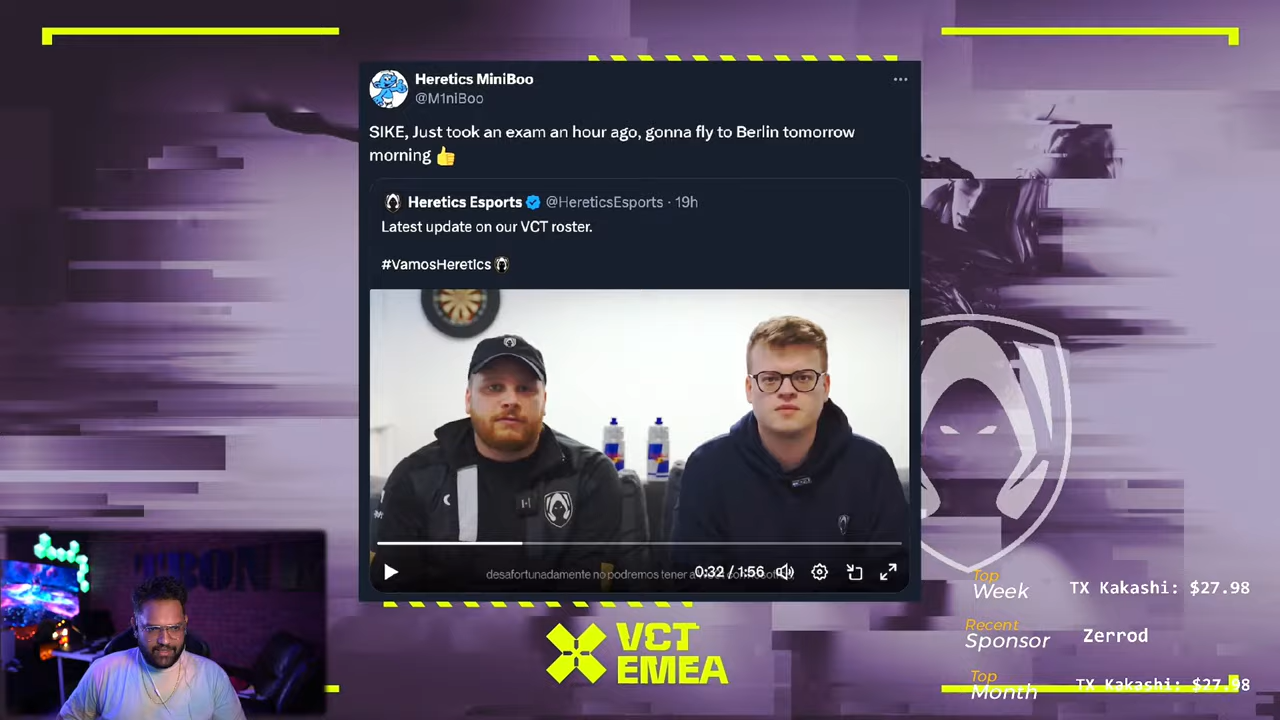 Heretics MiniBoo
@M1niBoo
SIKE, Just took an exam an hour ago, gonna fly to Berlin tomorrow
morning 👍
Heretics Esports @HereticsEsports · 19h
Latest update on our VCT roster.
#VamosHeretics
0:32 / 1:56
desafortunadamente no podremos tener a
VCT
EMEA
Top
Week
TX Kakashi: $27.98
Recent
Sponsor
Zerrod
Top
Month
TX Kakashi: $27.98